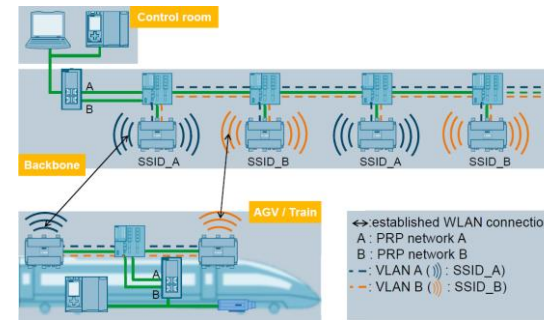 Control room
A
B
SSID_A
SSID_B
SSID_A
SSID_B
Backbone
AGV / Train
A
B
↔:established WLAN connection
A : PRP network A
B : PRP network B
- -: VLAN A ( : SSID_A)
- -: VLAN B ( : SSID_B)